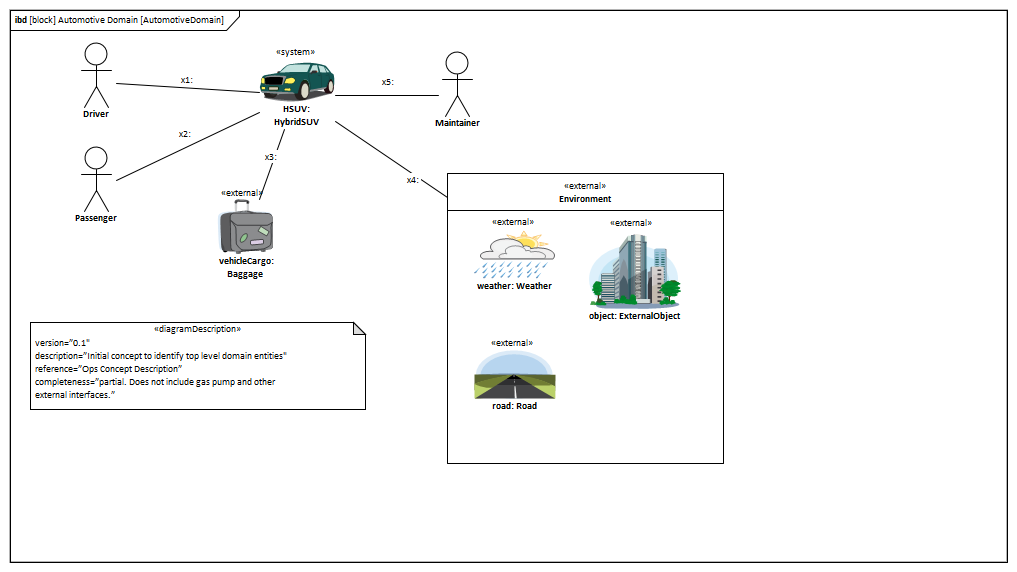 ibd [block] Automotive Domain [AutomotiveDomain]
Driver
x1:
«system»
HSUV:
HybridSUV
x5:
Maintainer
x2:
Passenger
x3:
«external»
vehicleCargo:
Baggage
x4:
«external»
Environment
«external»
weather: Weather
«external»
object: ExternalObject
«external»
road: Road
«diagramDescription»
version="0.1"
description="Initial concept to identify top level domain entities"
reference="Ops Concept Description"
completeness="partial. Does not include gas pump and other
external interfaces."